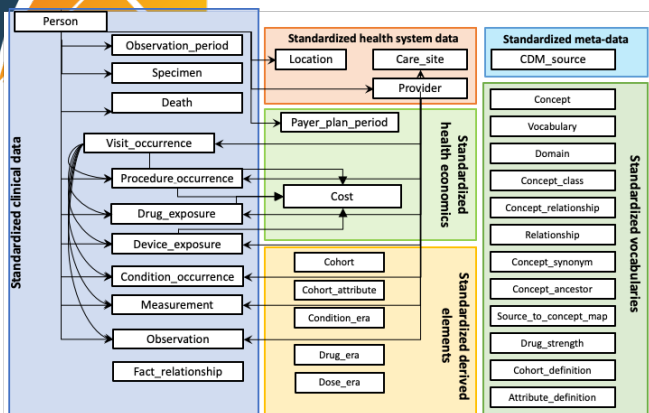 Person
Standardized clinical data
Observation_period
Specimen
Death
Visit_occurrence
Procedure_occurrence
Drug_exposure
Device_exposure
Condition_occurrence
Measurement
Observation
Fact_relationship
Standardized health system data
Location
Care_site
Provider
Payer_plan_period
Cost
Standardized
health economics
Cohort
Cohort_attribute
Condition_era
Drug_era
Dose_era
Standardized derived
elements
Standardized meta-data
CDM_source
Concept
Vocabulary
Domain
Concept_class
Concept_relationship
Relationship
Concept_synonym
Concept_ancestor
Source_to_concept_map
Drug_strength
Cohort_definition
Attribute_definition
Standardized vocabularies